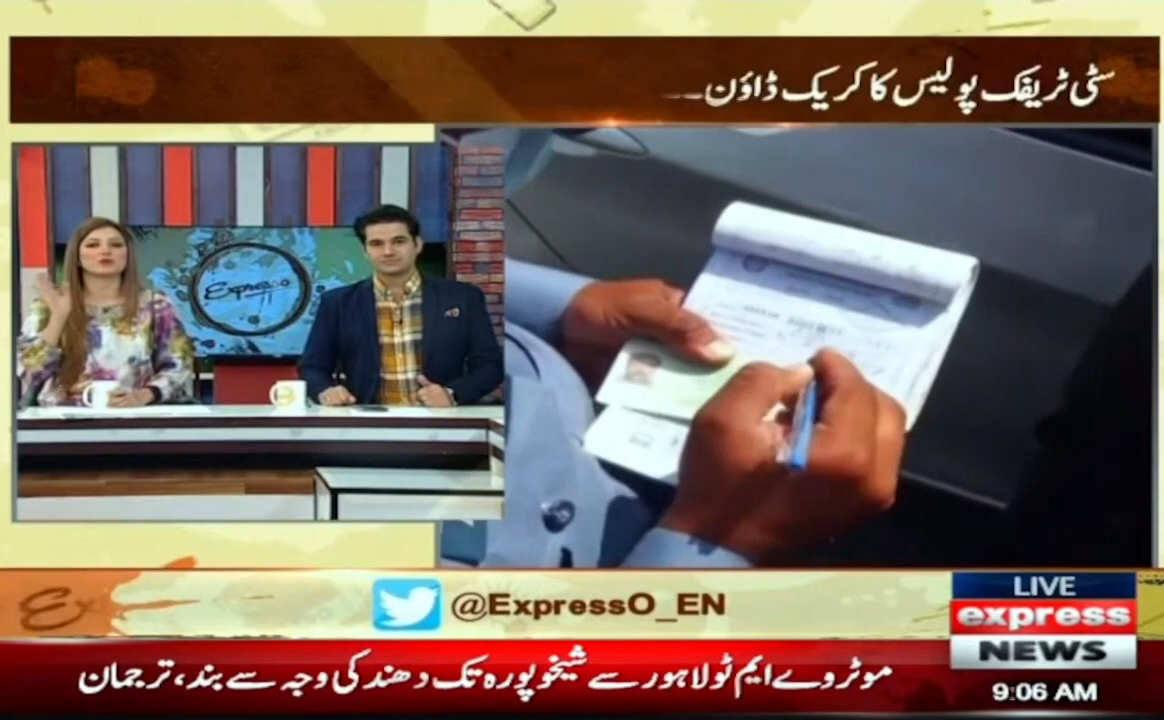 سٹی ٹریفک پولیس کا کریک ڈاؤن۔۔۔
Expresso
@ExpressO_EN
LIVE
express
NEWS
موٹروے ایم ٹو لاہور سے شیخوپورہ تک دھند کی وجہ سے بند، ترجمان
9:06 AM